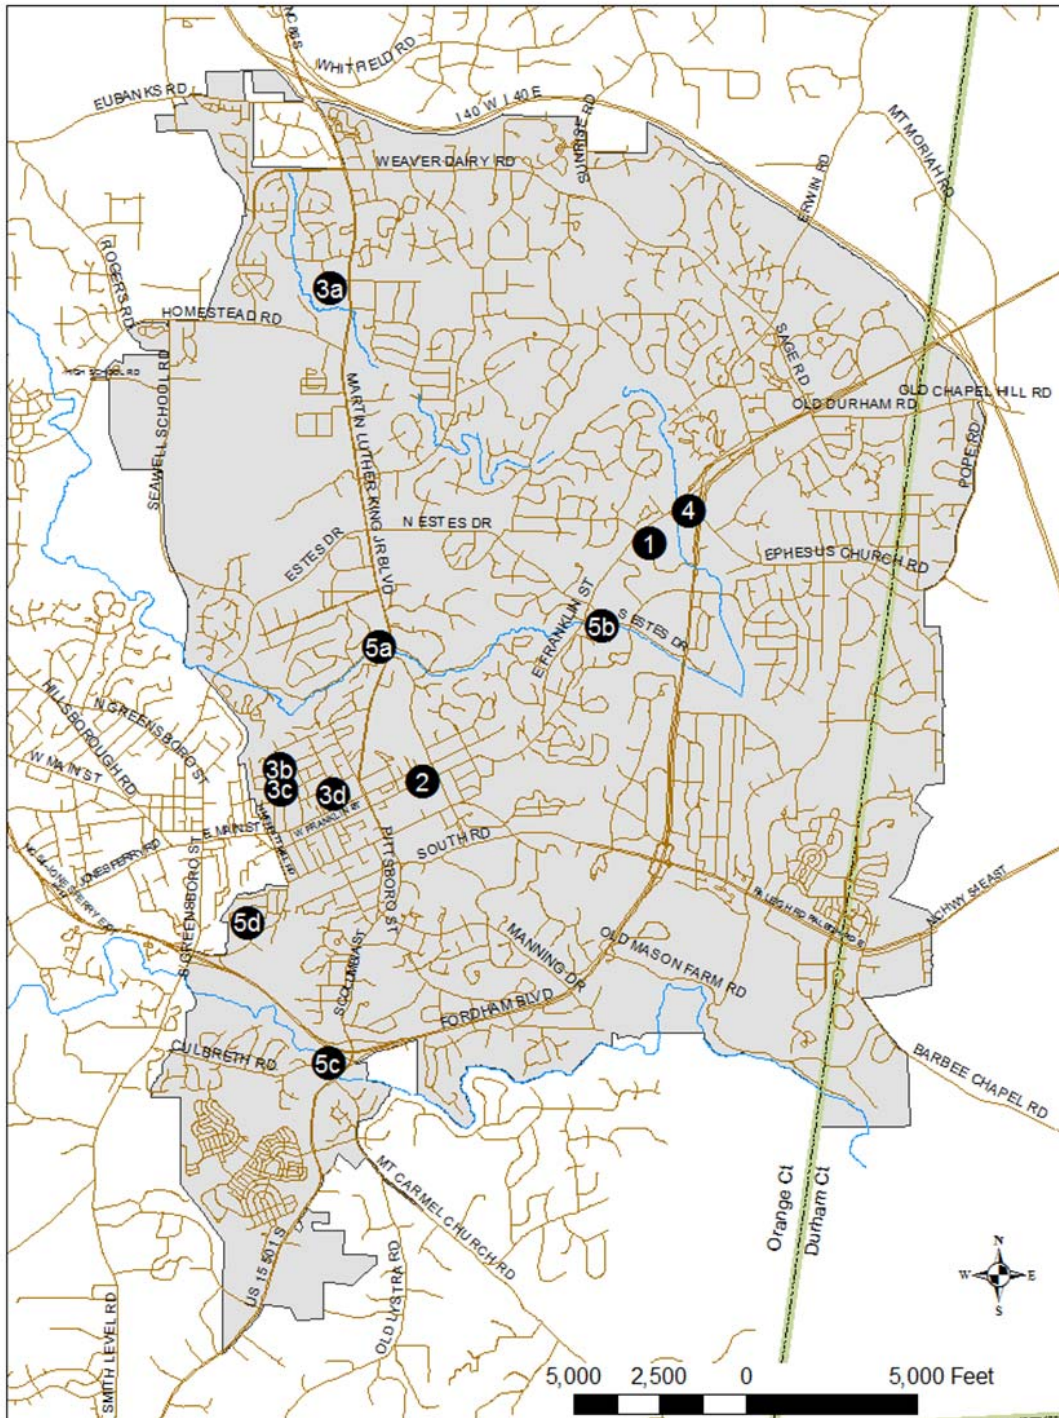 NC 86 S
WHITFIELD RD
EUBANKS RD
I 40 W I 40 E
SUNRISE RD
MT MORIAH RD
WEAVER DAIRY RD
ERWIN RD
ROGERS RD
3a
HOMESTEAD RD
SAGE RD
HIGH SCHOOL RD
SEAWELL SCHOOL RD
MARTIN LUTHER KING JR BLVD
OLD CHAPEL HILL RD
OLD DURHAM RD
POPE RD
4
N ESTES DR
1
ESTES DR
EPHESUS CHURCH RD
E FRANKLIN ST
5b
S ESTES DR
5a
HILLSBOROUGH RD
N GREENSBORO ST
W MAIN ST
3b
3c
3d
2
W FRANKLIN ST
E MAIN ST
JONES FERRY RD
S GREENSBORO ST
PITTSBORO ST
SOUTH RD
NC HWY 54 EAST
5d
S COLUMBIA ST
MANNING DR
OLD MASON FARM RD
FORDHAM BLVD
CULBRETH RD
5c
BARBEE CHAPEL RD
MT CARMEL CHURCH RD
Orange Ct
Durham Ct
US 15 501 S
OLD LYSTRA RD
SMITH LEVEL RD
N
W
E
S
5,000 2,500 0 5,000 Feet